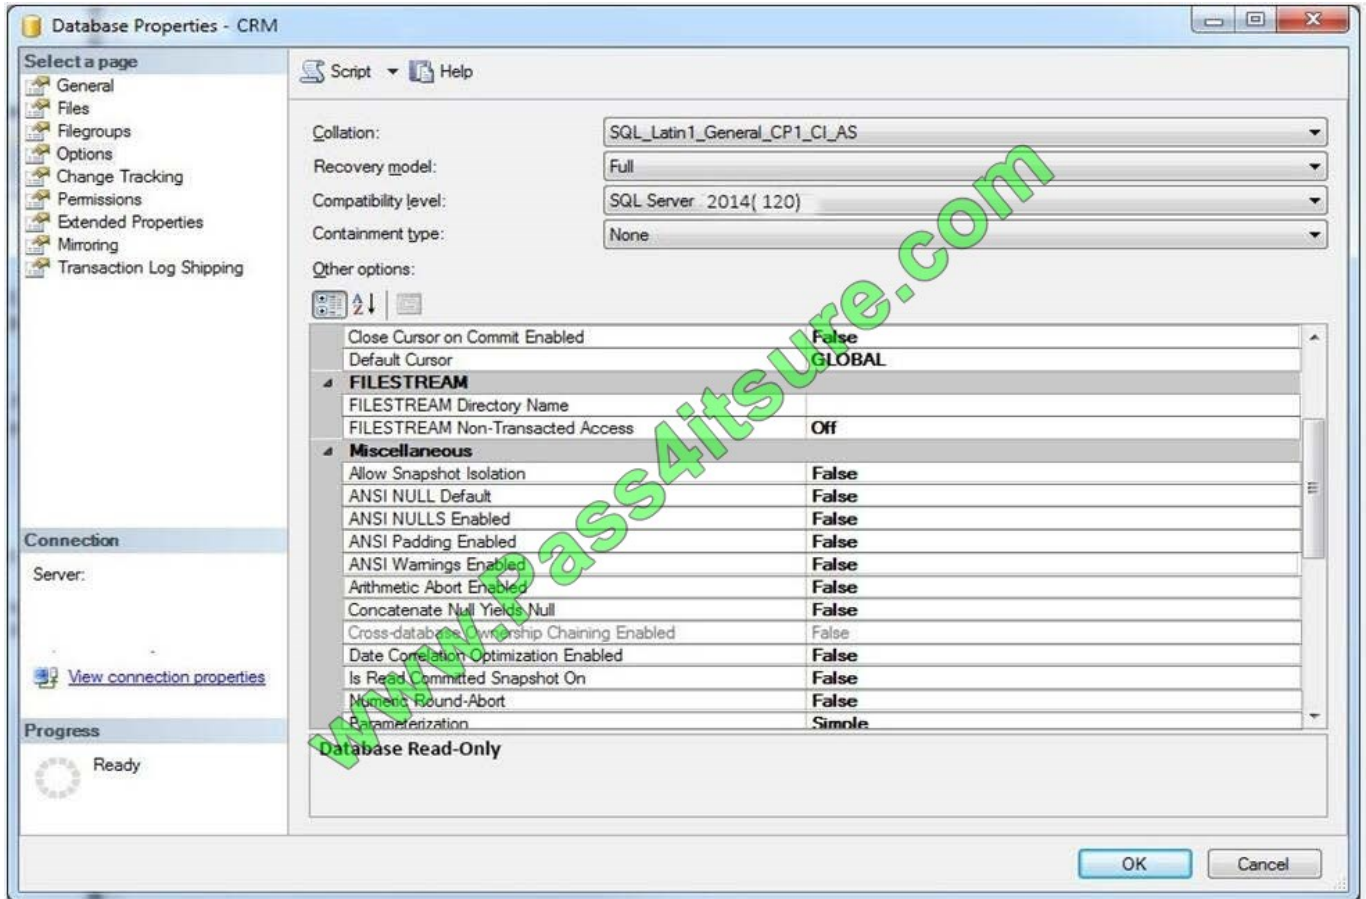 Database Properties - CRM
Select a page
General
Files
Filegroups
Options
Change Tracking
Permissions
Extended Properties
Mirroring
Transaction Log Shipping
Connection
Server:
View connection properties
Progress
Ready
Script
Help
Collation:
SQL_Latin1_General_CP1_CI_AS
Recovery model:
Full
Compatibility level:
SQL Server 2014( 120)
Containment type:
None
Other options:
Close Cursor on Commit Enabled False
Default Cursor GLOBAL
FILESTREAM
FILESTREAM Directory Name
FILESTREAM Non-Transacted Access Off
Miscellaneous
Allow Snapshot Isolation False
ANSI NULL Default False
ANSI NULLS Enabled False
ANSI Padding Enabled False
ANSI Warnings Enabled False
Arithmetic Abort Enabled False
Concatenate Null Yields Null False
Cross-database Ownership Chaining Enabled False
Date Correlation Optimization Enabled False
Is Read Committed Snapshot On False
Numeric Round-Abort False
Parameterization Simple
Database Read-Only
OK
Cancel
www.Pass4itsure.com